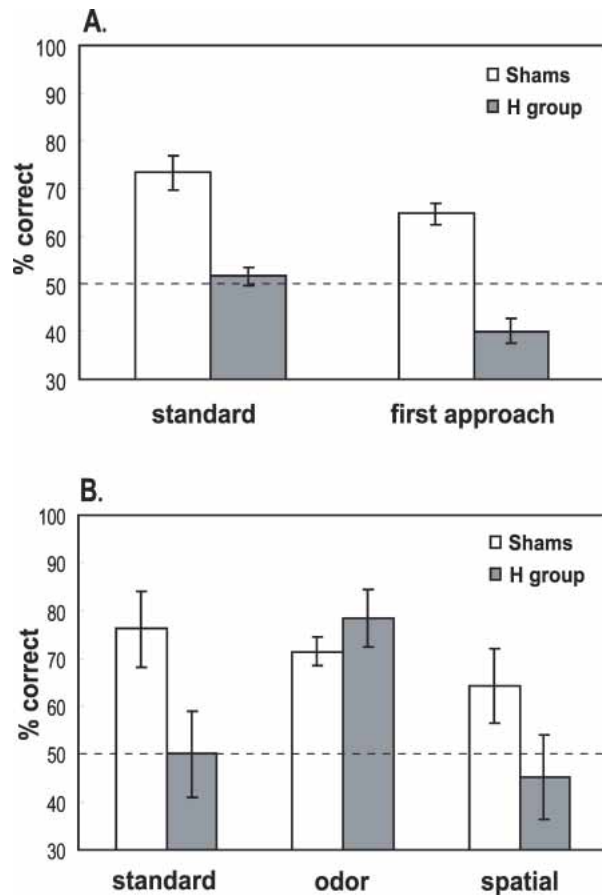 A.
100
90
80
70
60
50
40
30
% correct
Shams
H group
standard first approach
B.
100
90
80
70
60
50
40
30
% correct
Shams
H group
standard odor spatial